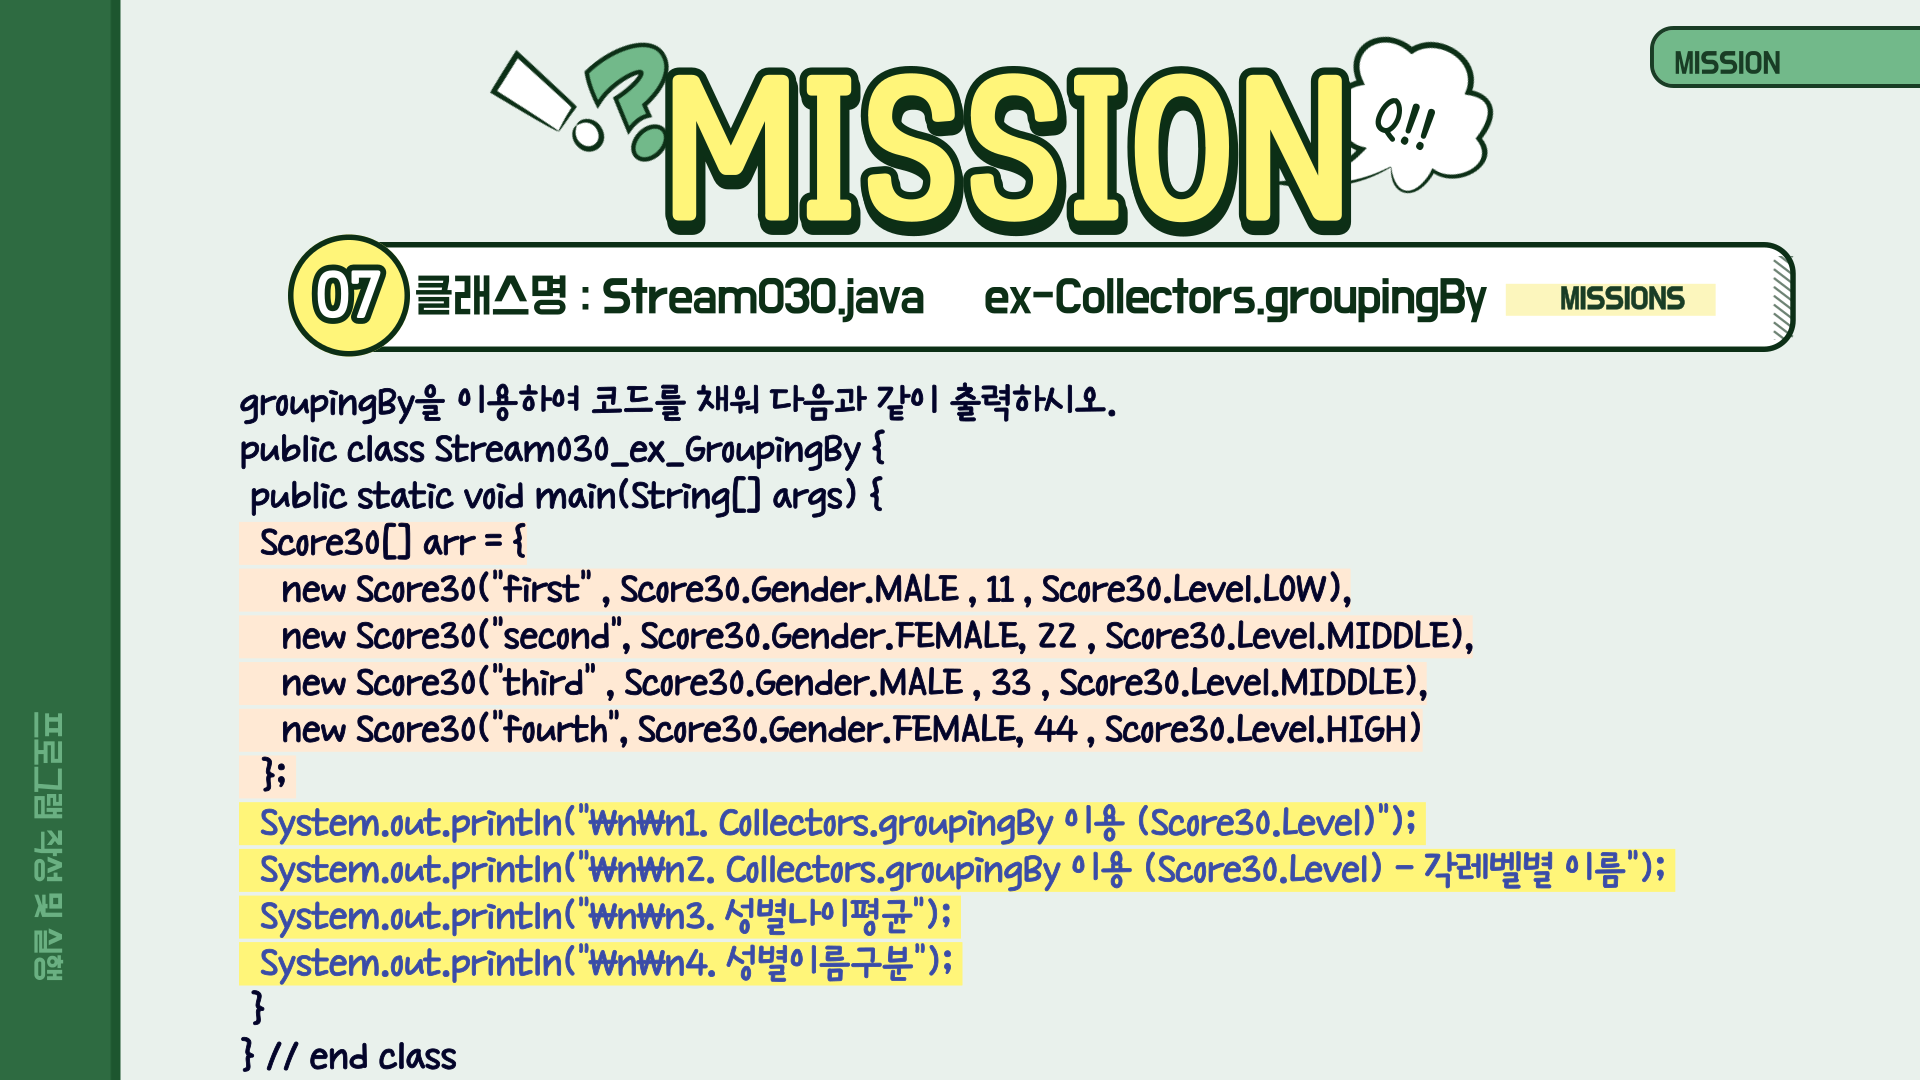 MISSION
!?
MISSION
Q!!
07
클래스명 : Stream030.java ex-Collectors.groupingBy
MISSIONS
groupingBy을 이용하여 코드를 채워 다음과 같이 출력하시오.
public class Stream030_ex_GroupingBy {
public static void main(String[] args) {
Score30[] arr = {
new Score30("first" , Score30.Gender.MALE , 11 , Score30.Level.LOW),
new Score30("second", Score30.Gender.FEMALE, 22 , Score30.Level.MIDDLE),
new Score30("third" , Score30.Gender.MALE , 33 , Score30.Level.MIDDLE),
new Score30("fourth", Score30.Gender.FEMALE, 44 , Score30.Level.HIGH)
};
System.out.println("₩n₩n1. Collectors.groupingBy 이용 (Score30.Level)");
System.out.println("₩n₩n2. Collectors.groupingBy 이용 (Score30.Level) - 각레벨별 이름");
System.out.println("₩n₩n3. 성별나이평균");
System.out.println("₩n₩n4. 성별이름구분");
}
} // end class
프로그램 작성 및 실행